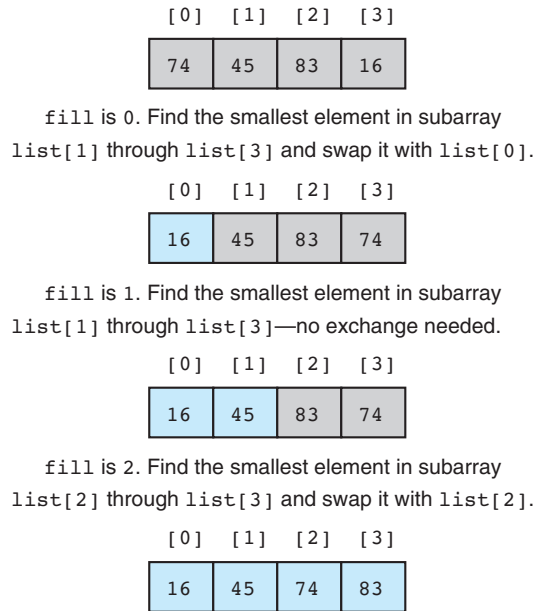 [0] [1] [2] [3]
74 45 83 16
fill is 0. Find the smallest element in subarray
list[1] through list[3] and swap it with list[0].
[0] [1] [2] [3]
16 45 83 74
fill is 1. Find the smallest element in subarray
list[1] through list[3]—no exchange needed.
[0] [1] [2] [3]
16 45 83 74
fill is 2. Find the smallest element in subarray
list[2] through list[3] and swap it with list[2].
[0] [1] [2] [3]
16 45 74 83